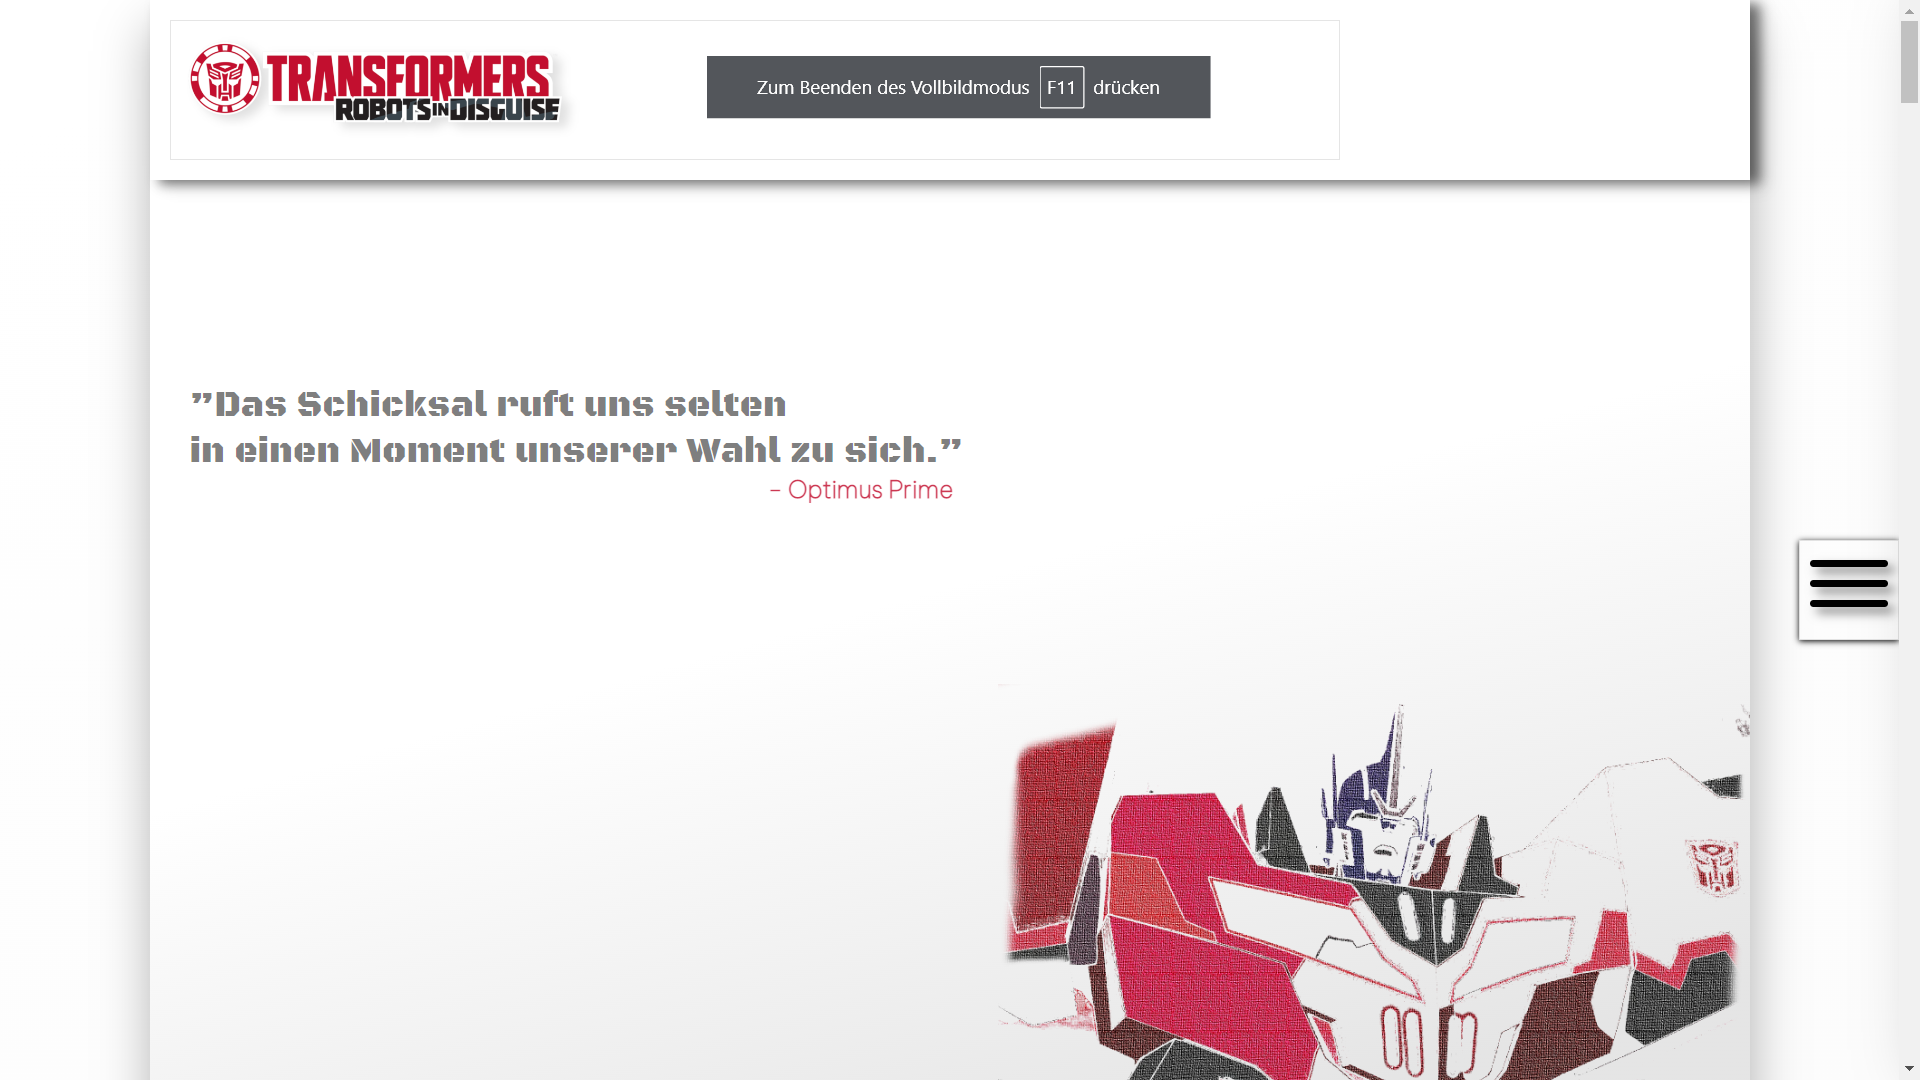 TRANSFORMERS
ROBOTS IN DISGUISE
Zum Beenden des Vollbildmodus F11 drücken
”Das Schicksal ruft uns selten
in einen Moment unserer Wahl zu sich.”
- Optimus Prime